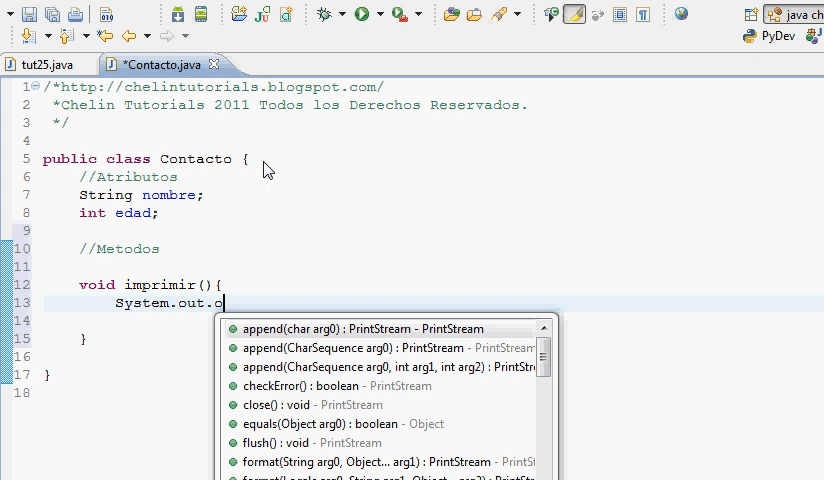 java ch
PyDev
tut25.java
*Contacto.java
1 /*http://chelintutorials.blogspot.com/
2 *Chelin Tutorials 2011 Todos los Derechos Reservados.
3 */
4
5 public class Contacto {
6 //Atributos
7 String nombre;
8 int edad;
9
10 //Metodos
11
12 void imprimir(){
13 System.out.o
14
15 }
16
17 }
18
append(char arg0) : PrintStream - PrintStream
append(CharSequence arg0) : PrintStream - PrintStream
append(CharSequence arg0, int arg1, int arg2) : PrintStre
checkError() : boolean - PrintStream
close() : void - PrintStream
equals(Object arg0) : boolean - Object
flush() : void - PrintStream
format(String arg0, Object... arg1) : PrintStream - PrintSt